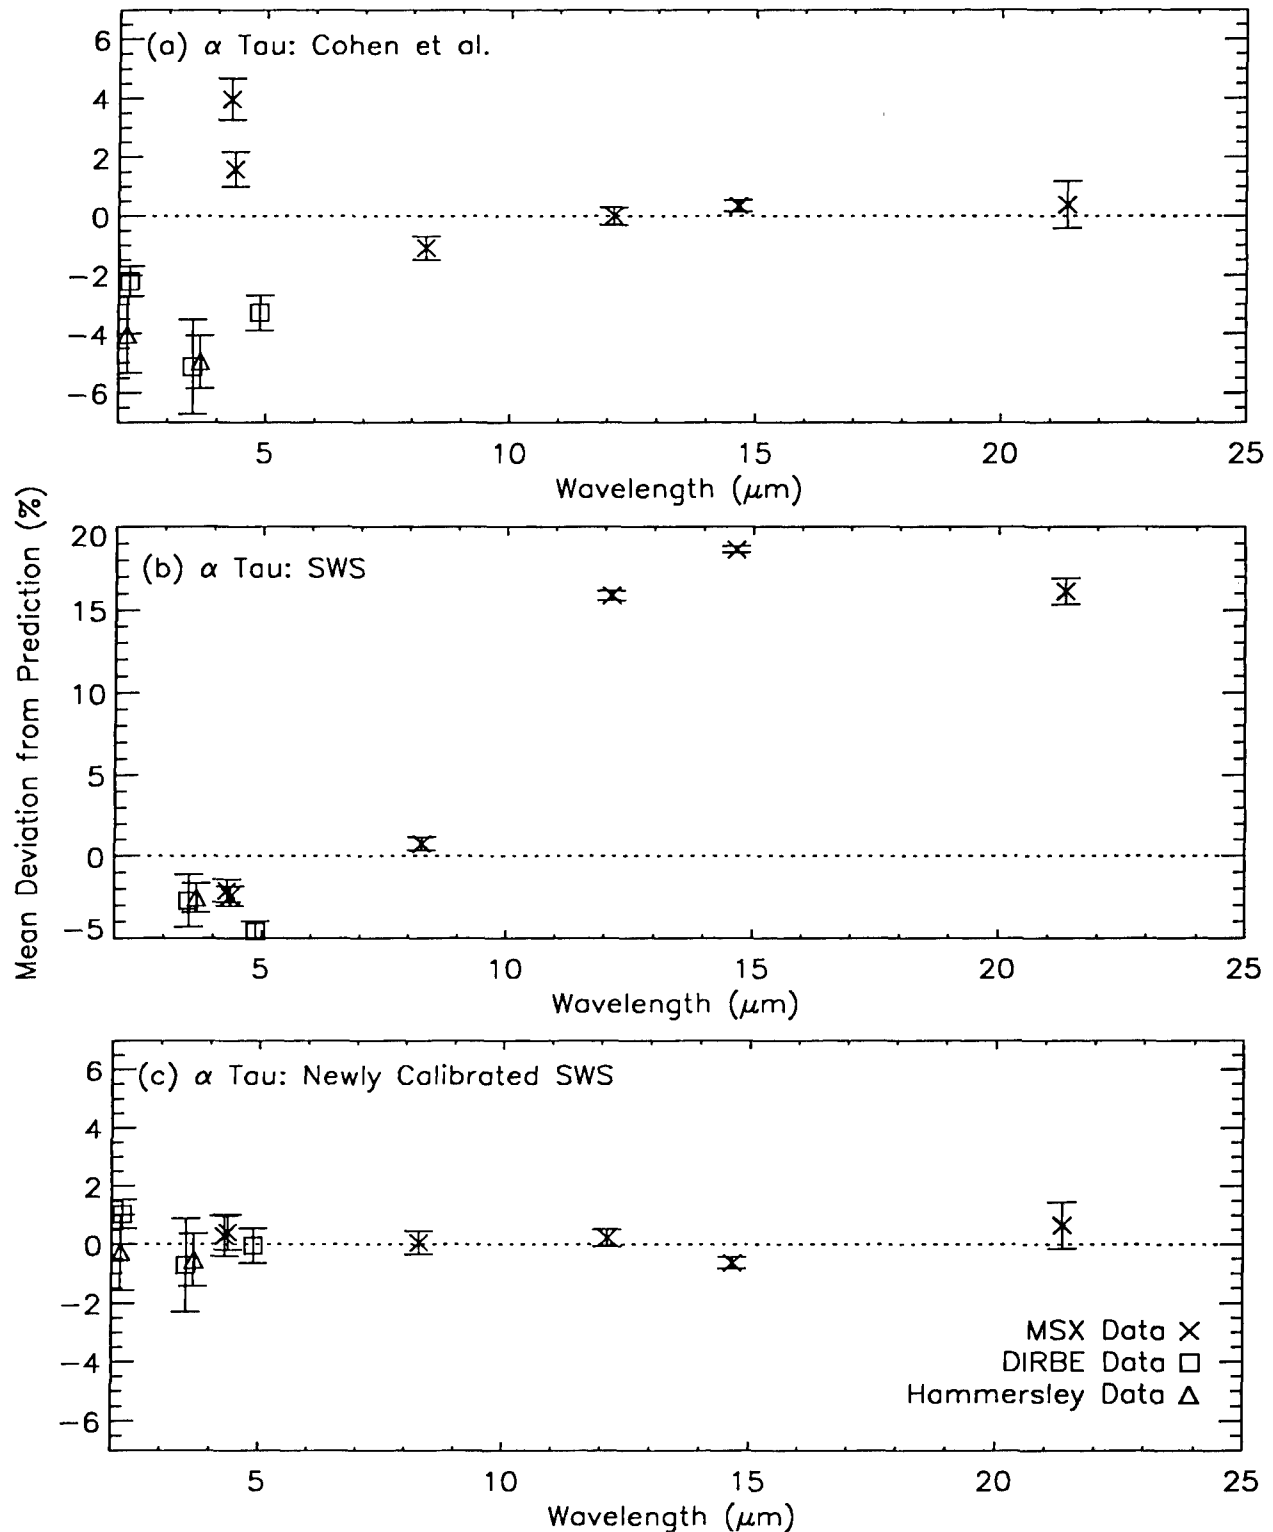 (a) α Tau: Cohen et al.
6
4
2
0
−2
−4
−6
5 10 15 20 25
Wavelength (μm)
Mean Deviation from Prediction (%)
(b) α Tau: SWS
20
15
10
5
0
−5
5 10 15 20 25
Wavelength (μm)
(c) α Tau: Newly Calibrated SWS
6
4
2
0
−2
−4
−6
MSX Data
DIRBE Data
Hammersley Data
5 10 15 20 25
Wavelength (μm)